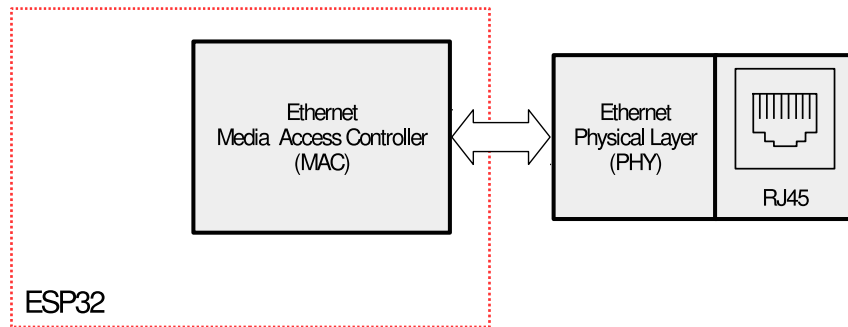 Ethernet
Media Access Controller
(MAC)
Ethernet
Physical Layer
(PHY)
RJ45
ESP32